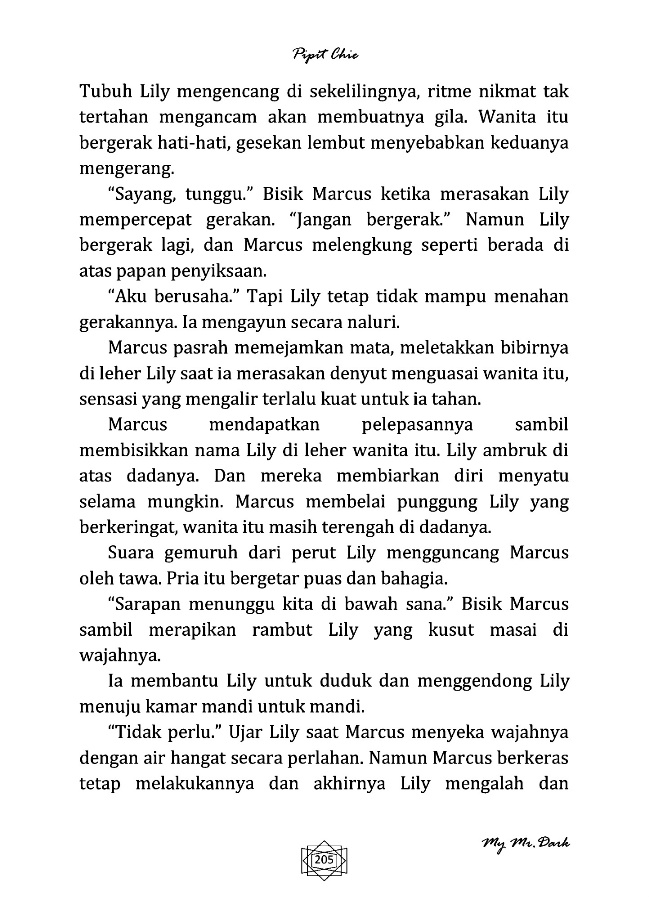 Pipit Chie
Tubuh Lily mengencang di sekelilingnya, ritme nikmat tak
tertahan mengancam akan membuatnya gila. Wanita itu
bergerak hati-hati, gesekan lembut menyebabkan keduanya
mengerang.
“Sayang, tunggu.” Bisik Marcus ketika merasakan Lily
mempercepat gerakan. “Jangan bergerak.” Namun Lily
bergerak lagi, dan Marcus melengkung seperti berada di
atas papan penyiksaan.
“Aku berusaha.” Tapi Lily tetap tidak mampu menahan
gerakannya. Ia mengayun secara naluri.
Marcus pasrah memejamkan mata, meletakkan bibirnya
di leher Lily saat ia merasakan denyut menguasai wanita itu,
sensasi yang mengalir terlalu kuat untuk ia tahan.
Marcus mendapatkan pelepasannya sambil
membisikkan nama Lily di leher wanita itu. Lily ambruk di
atas dadanya. Dan mereka membiarkan diri menyatu
selama mungkin. Marcus membelai punggung Lily yang
berkeringat, wanita itu masih terengah di dadanya.
Suara gemuruh dari perut Lily mengguncang Marcus
oleh tawa. Pria itu bergetar puas dan bahagia.
“Sarapan menunggu kita di bawah sana.” Bisik Marcus
sambil merapikan rambut Lily yang kusut masai di
wajahnya.
Ia membantu Lily untuk duduk dan menggendong Lily
menuju kamar mandi untuk mandi.
“Tidak perlu.” Ujar Lily saat Marcus menyeka wajahnya
dengan air hangat secara perlahan. Namun Marcus berkeras
tetap melakukannya dan akhirnya Lily mengalah dan
My Mr. Dark
205